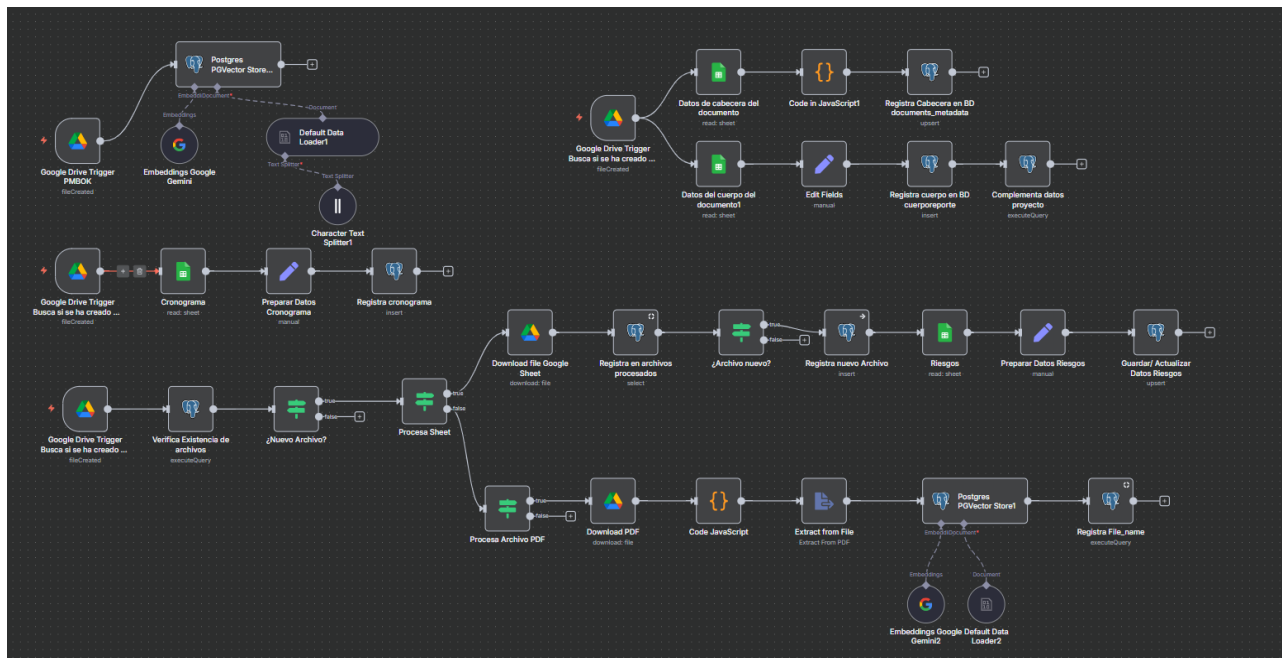 Postgres
PGVector Store...
Embeddings
Document
Default Data
Loader1
Text Splitter*
Text Splitter
Google Drive Trigger
PMBOK
fileCreated
Embeddings Google
Gemini
Character Text
Splitter1
Google Drive Trigger
Busca si se ha creado ...
fileCreated
Datos de cabecera del
documento
read: sheet
Code in JavaScript1
Registra Cabecera en BD
documents_metadata
upsert
Datos del cuerpo del
documento1
read: sheet
Edit Fields
manual
Registra cuerpo en BD
cuerporeporte
insert
Complementa datos
proyecto
executeQuery
Google Drive Trigger
Busca si se ha creado ...
fileCreated
Cronograma
read: sheet
Preparar Datos
Cronograma
manual
Registra cronograma
insert
Google Drive Trigger
Busca si se ha creado ...
fileCreated
Verifica Existencia de
archivos
executeQuery
¿Nuevo Archivo?
true
false
Procesa Sheet
true
false
Download file Google
Sheet
download: file
Registra en archivos
procesados
select
¿Archivo nuevo?
true
false
Registra nuevo Archivo
insert
Riesgos
read: sheet
Preparar Datos Riesgos
manual
Guardar/ Actualizar
Datos Riesgos
upsert
Procesa Archivo PDF
true
false
Download PDF
download: file
Code JavaScript
Extract from File
Extract From PDF
Postgres
PGVector Store1
Embeddings
Document
Registra File_name
executeQuery
Embeddings Google
Gemini2
Default Data
Loader2